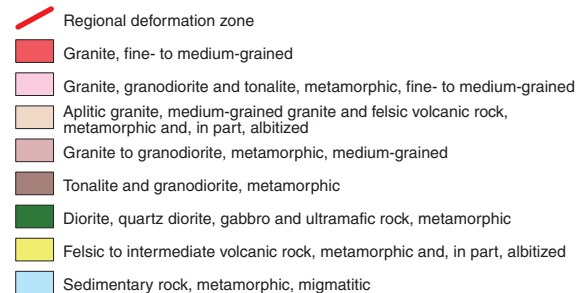 Regional deformation zone
Granite, fine- to medium-grained
Granite, granodiorite and tonalite, metamorphic, fine- to medium-grained
Aplitic granite, medium-grained granite and felsic volcanic rock,
metamorphic and, in part, albitized
Granite to granodiorite, metamorphic, medium-grained
Tonalite and granodiorite, metamorphic
Diorite, quartz diorite, gabbro and ultramafic rock, metamorphic
Felsic to intermediate volcanic rock, metamorphic and, in part, albitized
Sedimentary rock, metamorphic, migmatitic